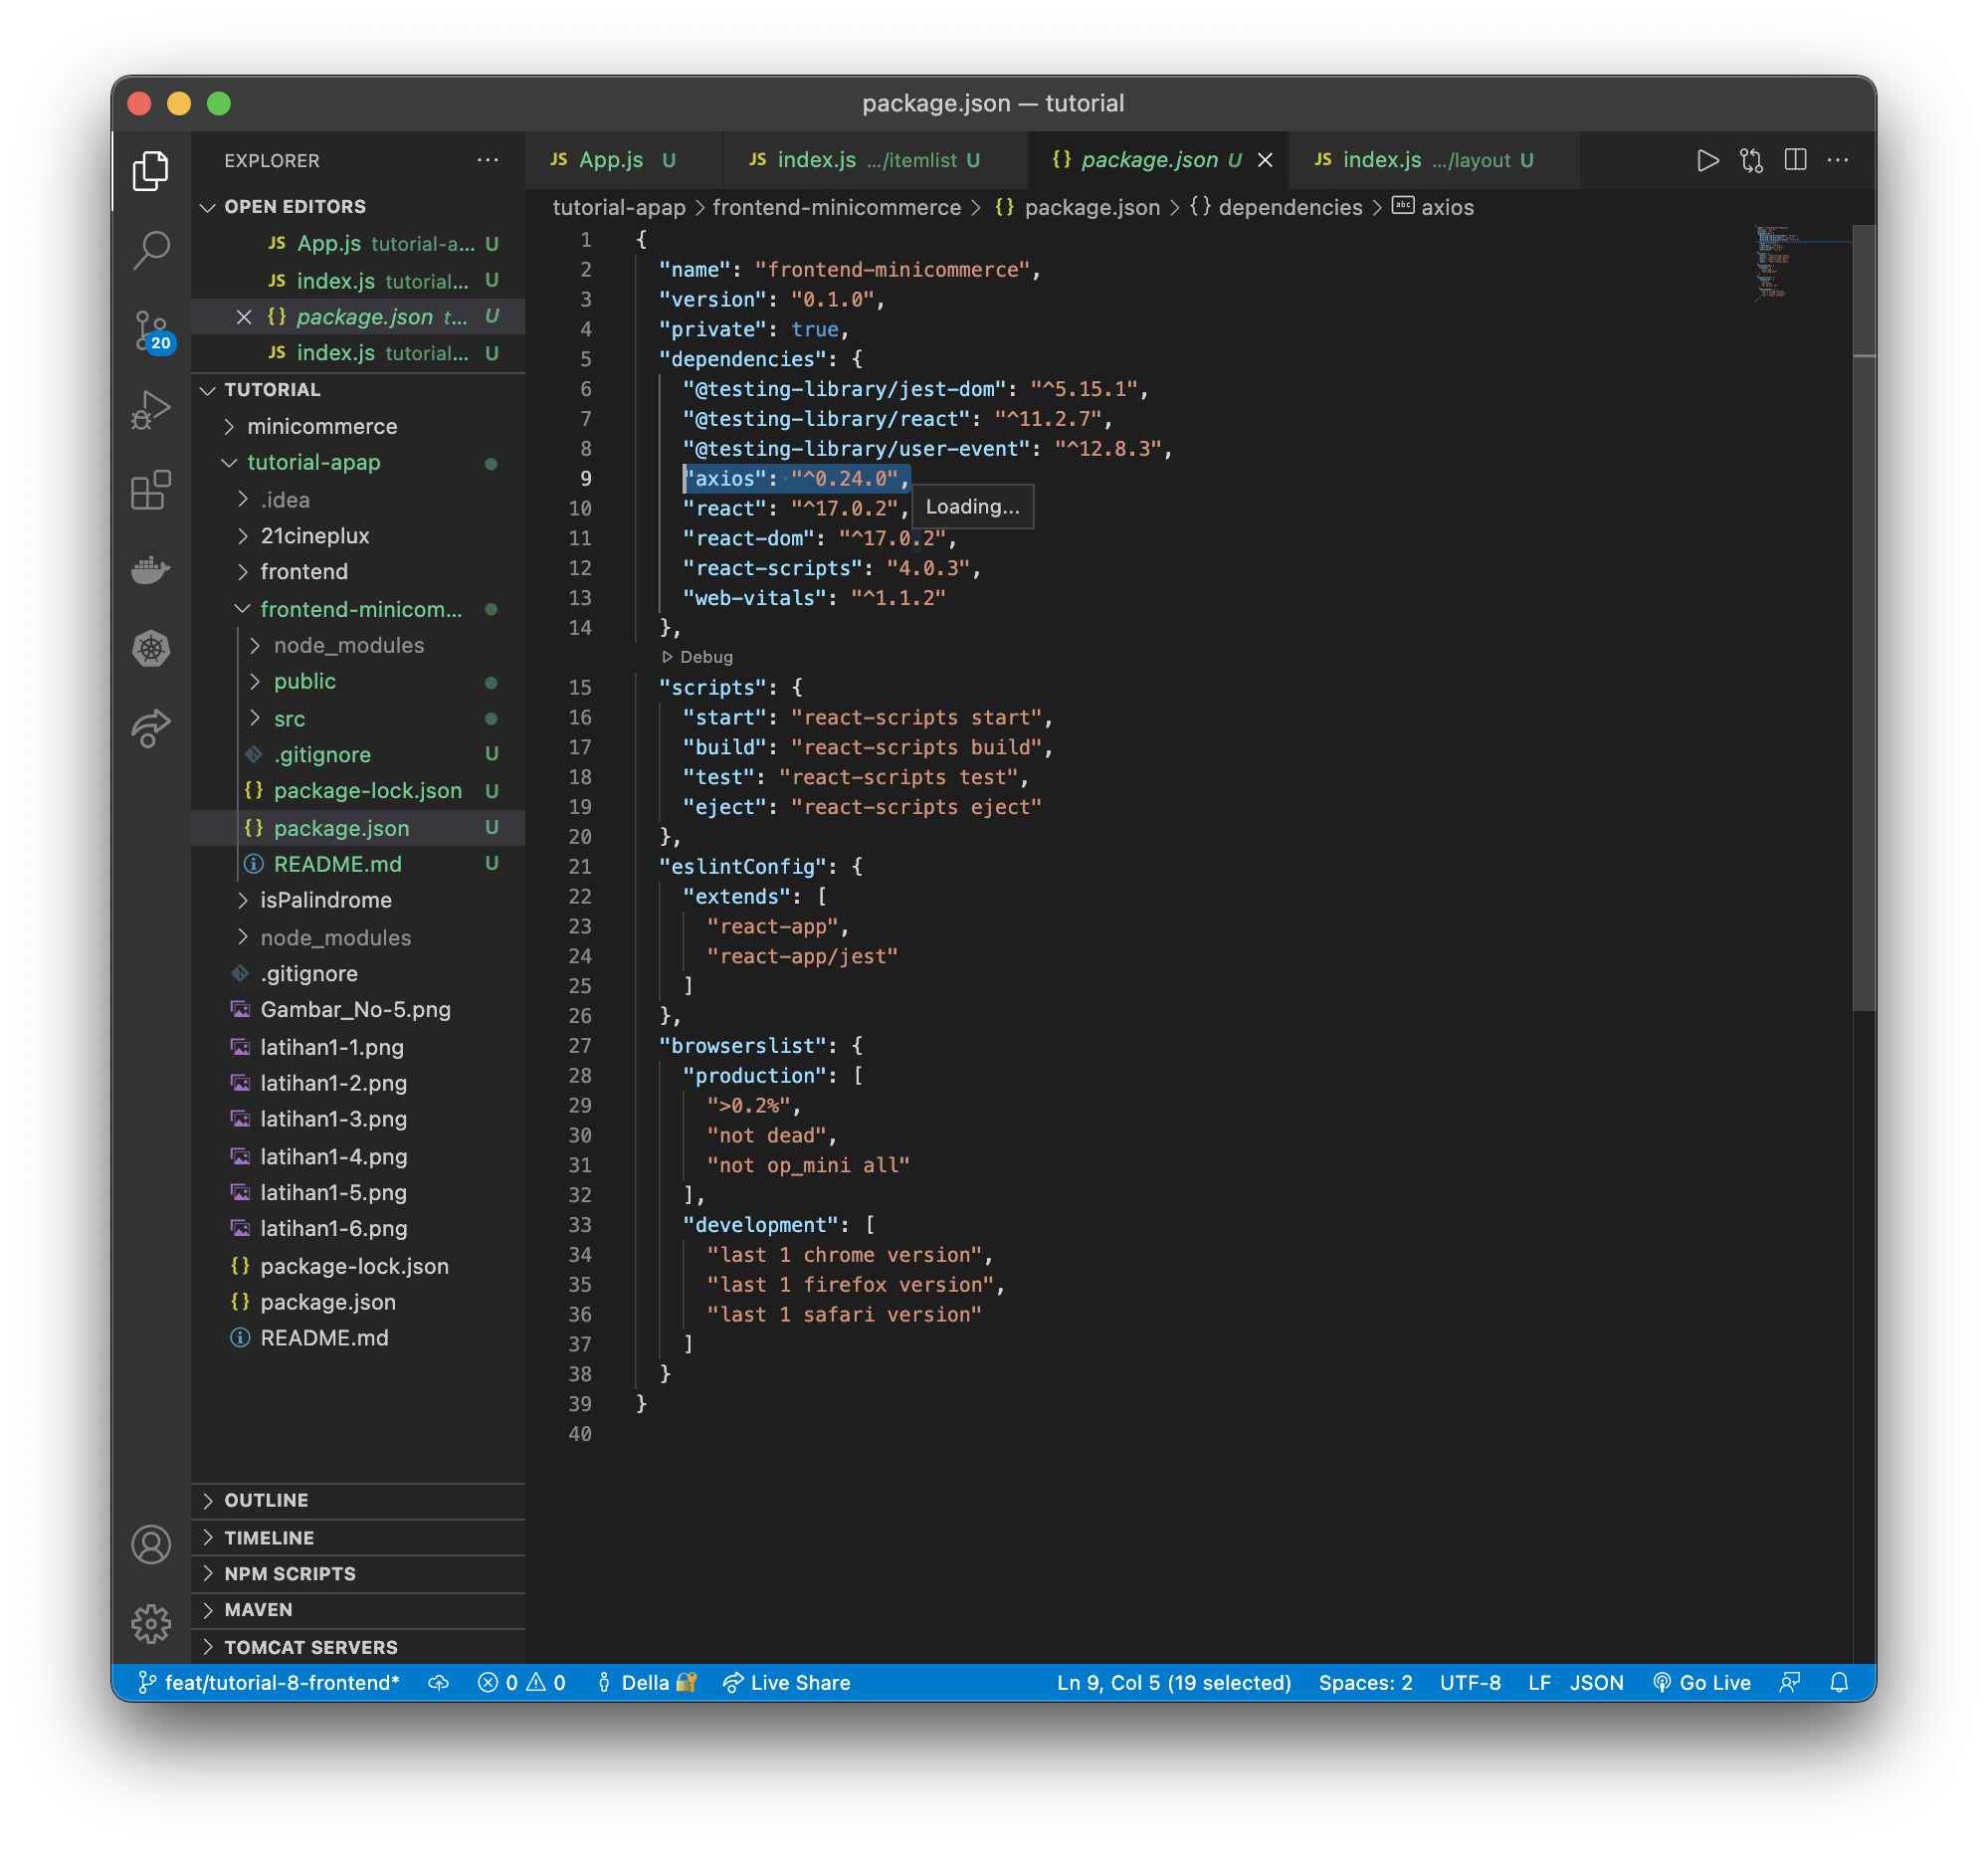 package.json — tutorial
EXPLORER
OPEN EDITORS
JS App.js tutorial-a... U
JS index.js tutorial... U
{} package.json t... U
JS index.js tutorial... U
TUTORIAL
minicommerce
tutorial-apap
.idea
21cineplux
frontend
frontend-minicom...
node_modules
public
src
.gitignore U
{} package-lock.json U
{} package.json U
README.md U
isPalindrome
node_modules
.gitignore
Gambar_No-5.png
latihan1-1.png
latihan1-2.png
latihan1-3.png
latihan1-4.png
latihan1-5.png
latihan1-6.png
{} package-lock.json
{} package.json
README.md
OUTLINE
TIMELINE
NPM SCRIPTS
MAVEN
TOMCAT SERVERS
20
JS App.js U JS index.js .../itemlist U {} package.json U JS index.js .../layout U
tutorial-apap > frontend-minicommerce > {} package.json > {} dependencies > abc axios
1 {
2 "name": "frontend-minicommerce",
3 "version": "0.1.0",
4 "private": true,
5 "dependencies": {
6 "@testing-library/jest-dom": "^5.15.1",
7 "@testing-library/react": "^11.2.7",
8 "@testing-library/user-event": "^12.8.3",
9 "axios": "^0.24.0",
10 "react": "^17.0.2",
Loading...
11 "react-dom": "^17.0.2",
12 "react-scripts": "4.0.3",
13 "web-vitals": "^1.1.2"
14 },
Debug
15 "scripts": {
16 "start": "react-scripts start",
17 "build": "react-scripts build",
18 "test": "react-scripts test",
19 "eject": "react-scripts eject"
20 },
21 "eslintConfig": {
22 "extends": [
23 "react-app",
24 "react-app/jest"
25 ]
26 },
27 "browserslist": {
28 "production": [
29 ">0.2%",
30 "not dead",
31 "not op_mini all"
32 ],
33 "development": [
34 "last 1 chrome version",
35 "last 1 firefox version",
36 "last 1 safari version"
37 ]
38 }
39 }
40
feat/tutorial-8-frontend* 0 0 Della Live Share Ln 9, Col 5 (19 selected) Spaces: 2 UTF-8 LF JSON Go Live